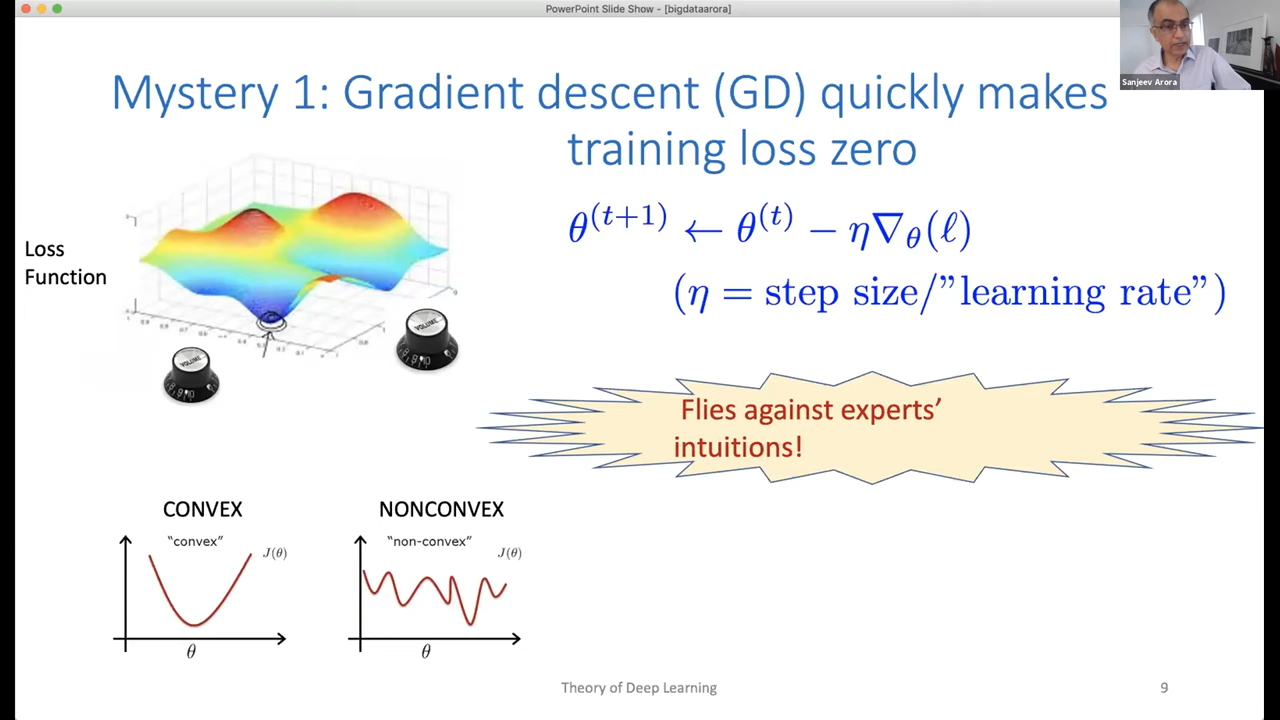 PowerPoint Slide Show - [bigdataarora]
Sanjeev Arora
Mystery 1: Gradient descent (GD) quickly makes
training loss zero
Loss
Function
θ^(t+1) ← θ^(t) − η∇_θ(ℓ)
(η = step size/"learning rate")
VOLUME
VOLUME
Flies against experts'
intuitions!
CONVEX
"convex"
J(θ)
θ
NONCONVEX
"non-convex"
J(θ)
θ
Theory of Deep Learning
9